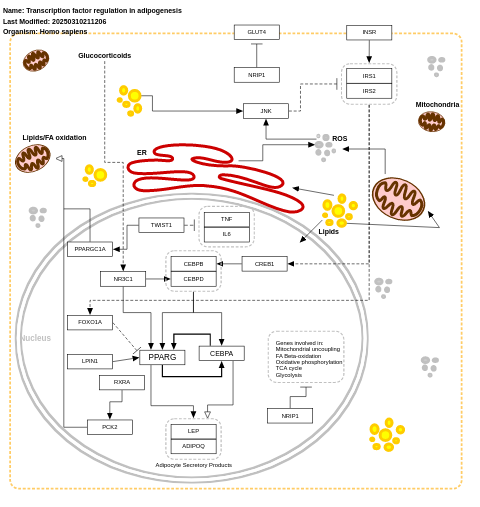 Name: Transcription factor regulation in adipogenesis
Last Modified: 20250310211206
Organism: Homo sapiens
GLUT4
INSR
Glucocorticoids
NRIP1
IRS1
IRS2
Mitochondria
JNK
Lipids/FA oxidation
ROS
ER
TNF
IL6
TWIST1
Lipids
PPARGC1A
CEBPB
CREB1
NR3C1
CEBPD
FOXO1A
Nucleus
PPARG
CEBPA
LPIN1
Genes involved in:
Mitochondrial uncoupling
FA Beta-oxidation
Oxidative phosphorylation
TCA cycle
Glycolysis
RXRA
NRIP1
PCK2
LEP
ADIPOQ
Adipocyte Secretory Products